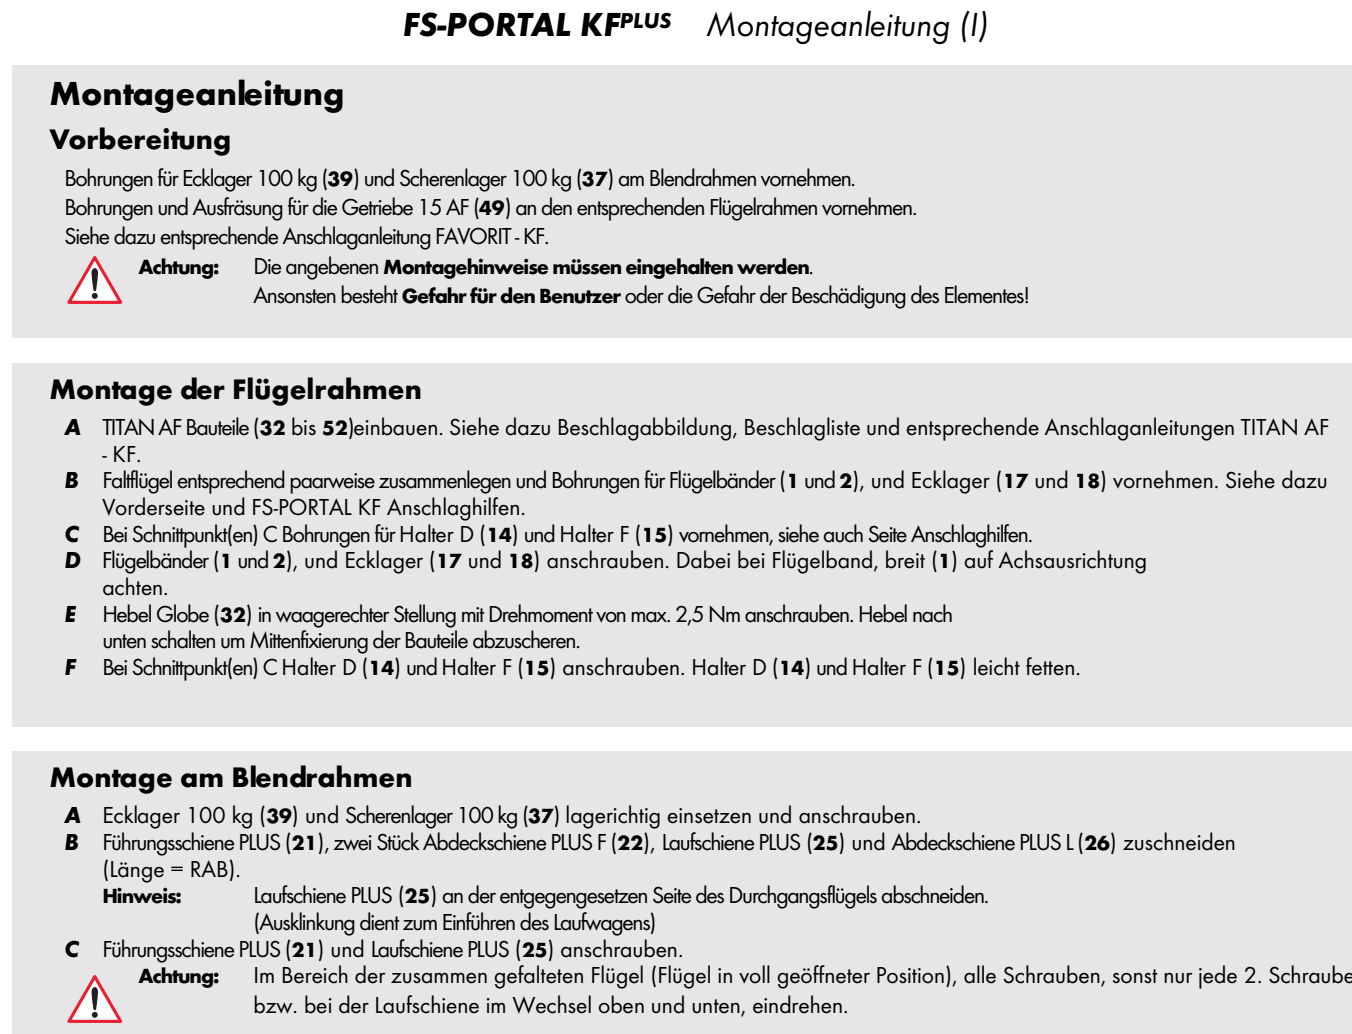 FS-PORTAL KFPLUS Montageanleitung (I)
Montageanleitung
Vorbereitung
Bohrungen für Ecklager 100 kg (39) und Scherenlager 100 kg (37) am Blendrahmen vornehmen.
Bohrungen und Ausfräsung für die Getriebe 15 AF (49) an den entsprechenden Flügelrahmen vornehmen.
Siehe dazu entsprechende Anschlaganleitung FAVORIT - KF.
Achtung: Die angebenen Montagehinweise müssen eingehalten werden.
Ansonsten besteht Gefahr für den Benutzer oder die Gefahr der Beschädigung des Elementes!
Montage der Flügelrahmen
A TITAN AF Bauteile (32 bis 52)einbauen. Siehe dazu Beschlagabbildung, Beschlagliste und entsprechende Anschlaganleitungen TITAN AF
- KF.
B Faltflügel entsprechend paarweise zusammenlegen und Bohrungen für Flügelbänder (1 und 2), und Ecklager (17 und 18) vornehmen. Siehe dazu
Vorderseite und FS-PORTAL KF Anschlaghilfen.
C Bei Schnittpunkt(en) C Bohrungen für Halter D (14) und Halter F (15) vornehmen, siehe auch Seite Anschlaghilfen.
D Flügelbänder (1 und 2), und Ecklager (17 und 18) anschrauben. Dabei bei Flügelband, breit (1) auf Achsausrichtung
achten.
E Hebel Globe (32) in waagerechter Stellung mit Drehmoment von max. 2,5 Nm anschrauben. Hebel nach
unten schalten um Mittenfixierung der Bauteile abzuscheren.
F Bei Schnittpunkt(en) C Halter D (14) und Halter F (15) anschrauben. Halter D (14) und Halter F (15) leicht fetten.
Montage am Blendrahmen
A Ecklager 100 kg (39) und Scherenlager 100 kg (37) lagerichtig einsetzen und anschrauben.
B Führungsschiene PLUS (21), zwei Stück Abdeckschiene PLUS F (22), Laufschiene PLUS (25) und Abdeckschiene PLUS L (26) zuschneiden
(Länge = RAB).
Hinweis: Laufschiene PLUS (25) an der entgegengesetzen Seite des Durchgangsflügels abschneiden.
(Ausklinkung dient zum Einführen des Laufwagens)
C Führungsschiene PLUS (21) und Laufschiene PLUS (25) anschrauben.
Achtung: Im Bereich der zusammen gefalteten Flügel (Flügel in voll geöffneter Position), alle Schrauben, sonst nur jede 2. Schraube
bzw. bei der Laufschiene im Wechsel oben und unten, eindrehen.